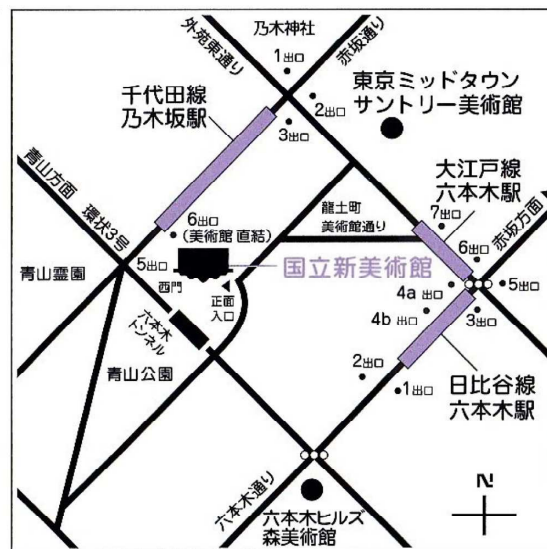 外苑東通り
乃木神社
赤坂通り
1出口
千代田線
乃木坂駅
2出口
3出口
東京ミッドタウン
サントリー美術館
青山方面
環状3号
大江戸線
六本木駅
7出口
赤坂方面
龍土町
美術館通り
6出口
(美術館 直結)
6出口
青山霊園
5出口
国立新美術館
西門
正面
入口
4a 出口
5出口
4b 出口
3出口
六本木
トンネル
青山公園
2出口
1出口
日比谷線
六本木駅
六本木通り
六本木ヒルズ
森美術館
N